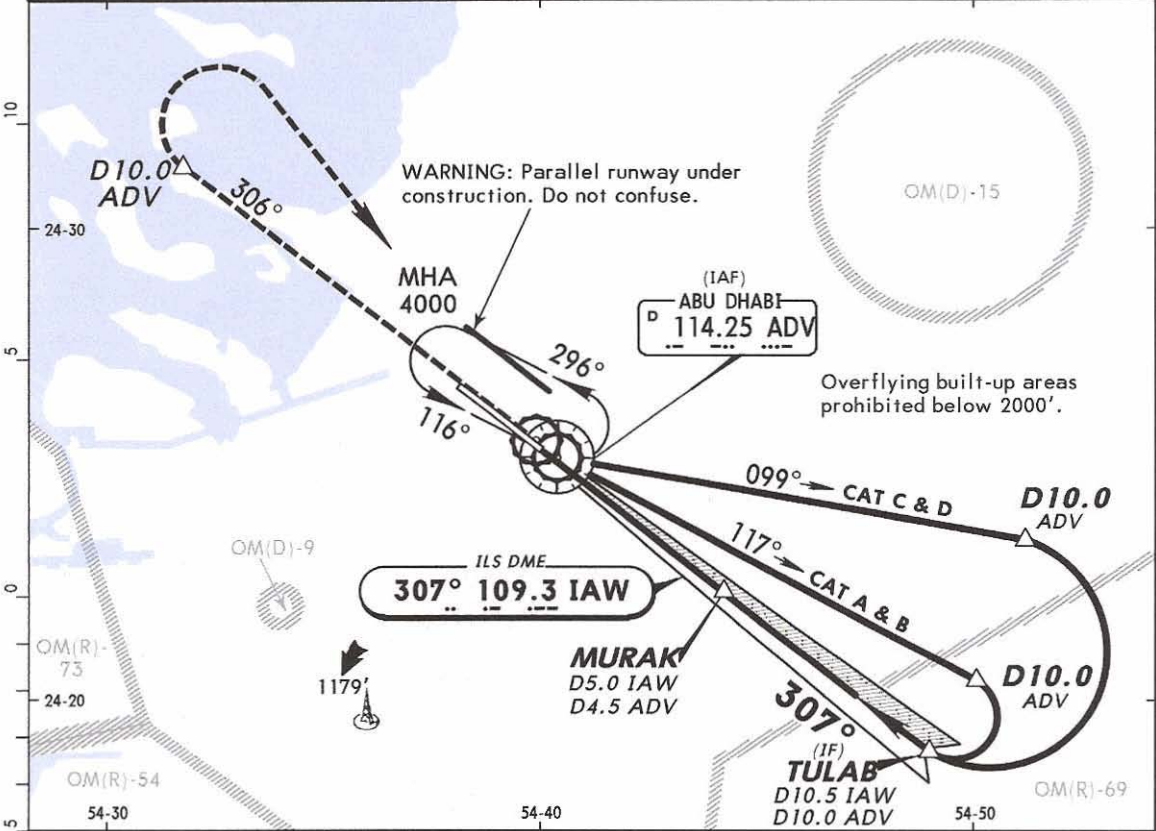 10
D10.0
ADV
306°
WARNING: Parallel runway under
construction. Do not confuse.
OM(D)-15
24-30
MHA
4000
(IAF)
ABU DHABI
D 114.25 ADV
5
296°
Overflying built-up areas
prohibited below 2000'.
116°
099° CAT C & D
D10.0
ADV
117° CAT A & B
OM(D)-9
ILS DME
307° 109.3 IAW
0
OM(R)-
73
1179'
MURAK
D5.0 IAW
D4.5 ADV
D10.0
ADV
24-20
307°
(IF)
TULAB
D10.5 IAW
D10.0 ADV
OM(R)-54
OM(R)-69
5
54-30
54-40
54-50